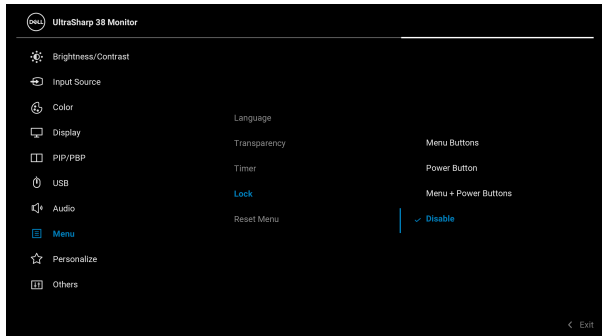 DELL UltraSharp 38 Monitor
Brightness/Contrast
Input Source
Color
Display
PIP/PBP
USB
Audio
Menu
Personalize
Others
Language
Transparency
Timer
Lock
Reset Menu
Menu Buttons
Power Button
Menu + Power Buttons
Disable
Exit